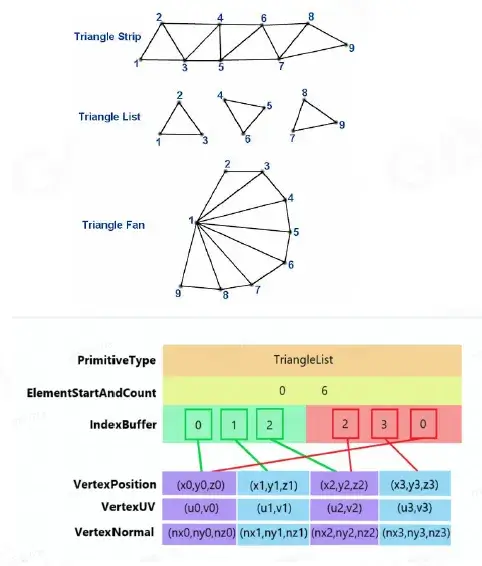 2 4 6 8
Triangle Strip
9
1 3 5 7
2 4 8
5
Triangle List
9
1 3 6 7
2 3
4
1
Triangle Fan
5
6
9 8 7
PrimitiveType TriangleList
ElementStartAndCount 0 6
IndexBuffer 0 1 2 2 3 0
VertexPosition (x0,y0,z0) (x1,y1,z1) (x2,y2,z2) (x3,y3,z3)
VertexUV (u0,v0) (u1,v1) (u2,v2) (u3,v3)
VertexNormal (nx0,ny0,nz0) (nx1,ny1,nz1) (nx2,ny2,nz2) (nx3,ny3,nz3)